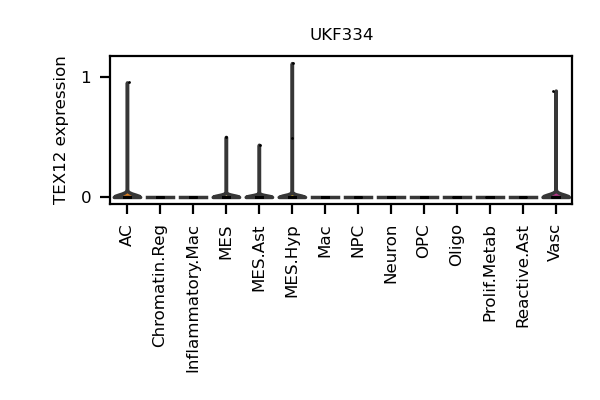 UKF334
TEX12 expression
1
0
AC
Chromatin.Reg
Inflammatory.Mac
MES
MES.Ast
MES.Hyp
Mac
NPC
Neuron
OPC
Oligo
Prolif.Metab
Reactive.Ast
Vasc